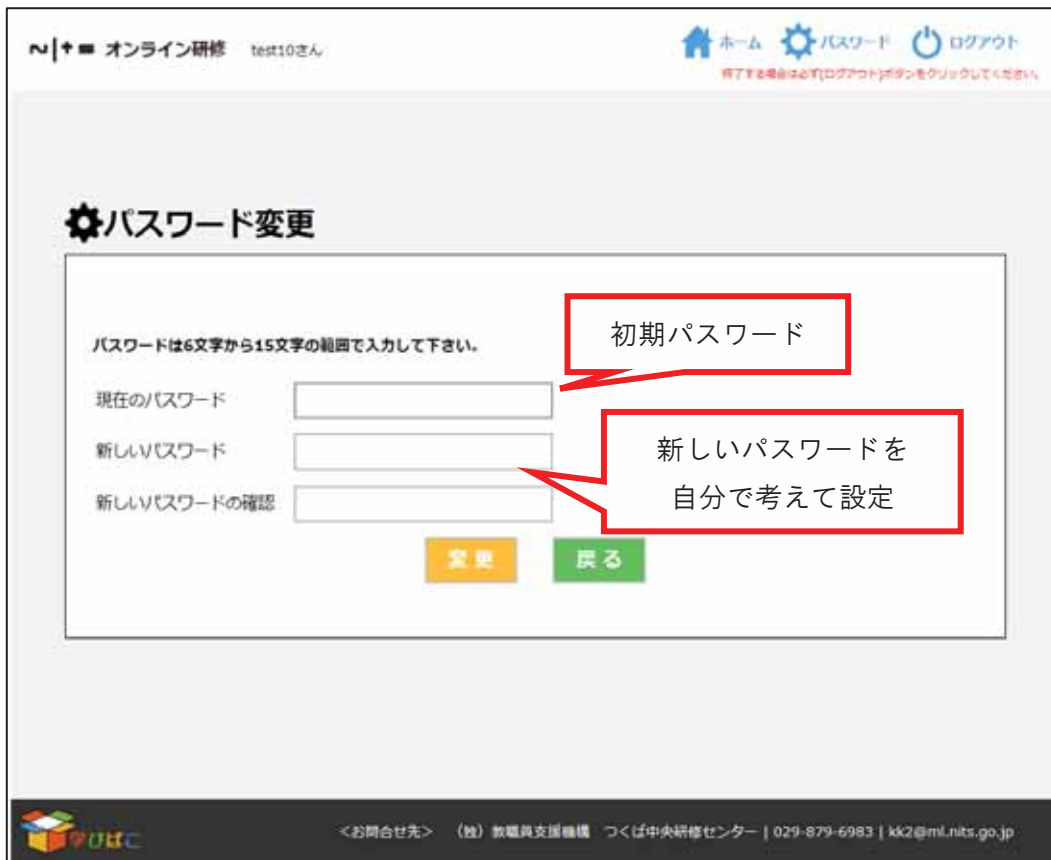 オンライン研修 test10さん
ホーム パスワード ログアウト
終了する場合は必ず[ログアウト]ボタンをクリックしてください。
パスワード変更
初期パスワード
パスワードは6文字から15文字の範囲で入力して下さい。
現在のパスワード
新しいパスワード
新しいパスワードを
自分で考えて設定
新しいパスワードの確認
変更 戻る
学びばこ
<お問合せ先> (独) 教職員支援機構 つくば中央研修センター | 029-879-6983 | kk2@ml.nits.go.jp